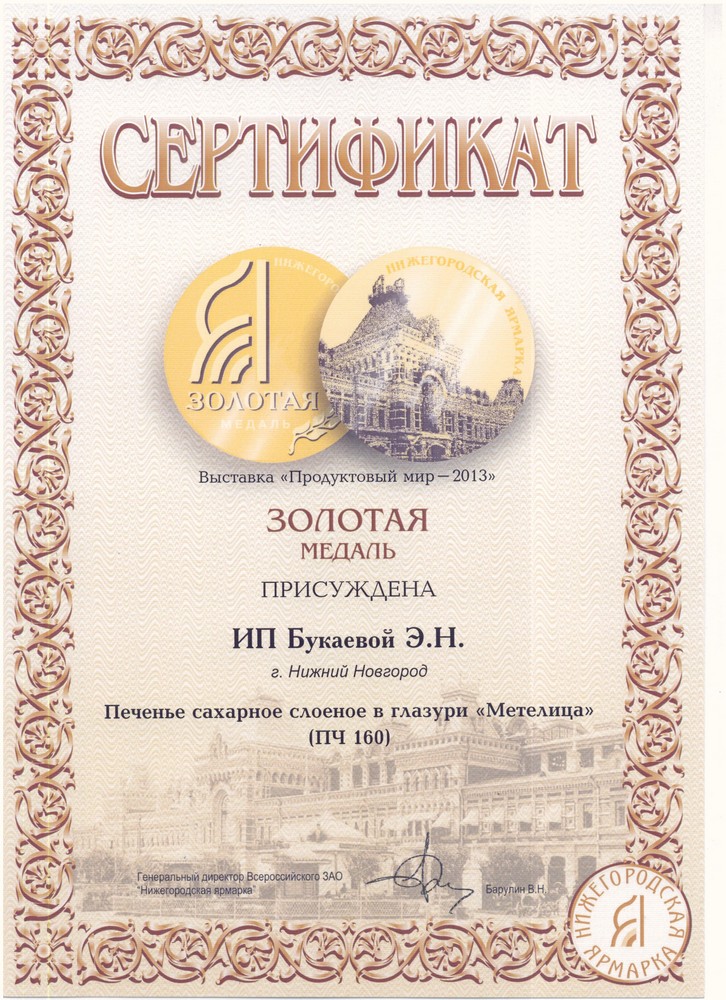 СЕРТИФИКАТ
НИЖЕГОРО
ЗОЛОТАЯ
МЕДАЛЬ
НИЖЕГОРОДСКАЯ ЯРМАРКА
Выставка «Продуктовый мир – 2013»
ЗОЛОТАЯ
МЕДАЛЬ
ПРИСУЖДЕНА
ИП Букаевой Э.Н.
г. Нижний Новгород
Печенье сахарное слоеное в глазури «Метелица»
(ПЧ 160)
Генеральный директор Всероссийского ЗАО
"Нижегородская ярмарка"
Барулин В.Н.
НИЖЕГОРОДСКАЯ
ЯРМАРКА